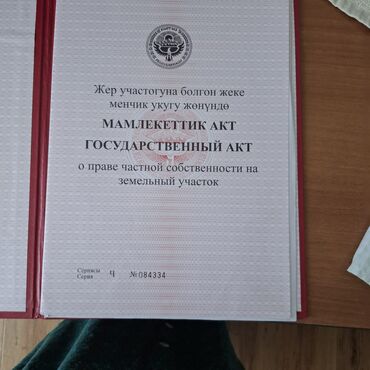 Жер участогуна болгон жеке
менчик укугу жөнүндө
МАМЛЕКЕТТИК АКТ
ГОСУДАРСТВЕННЫЙ АКТ
о праве частной собственности на
земельный участок
Сериясы
Серия Ч №084334